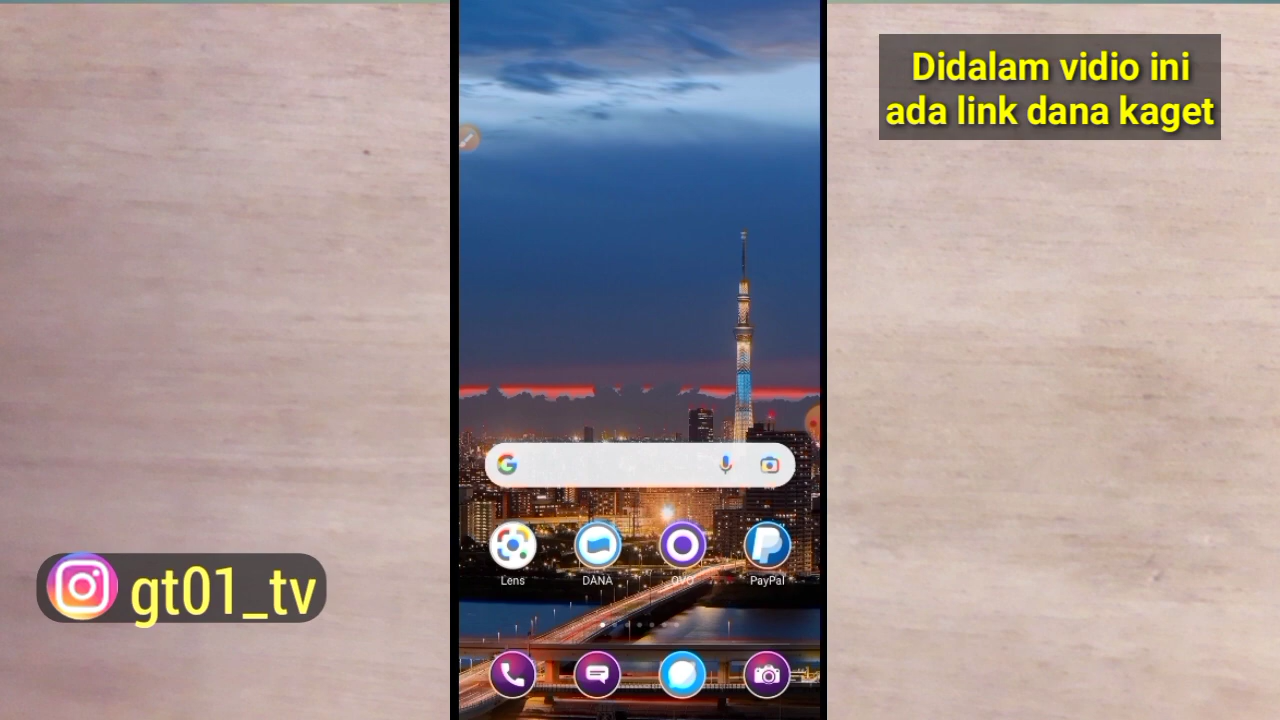 Didalam vidio ini
ada link dana kaget
Lens
DANA
OVO
PayPal
gt01_tv